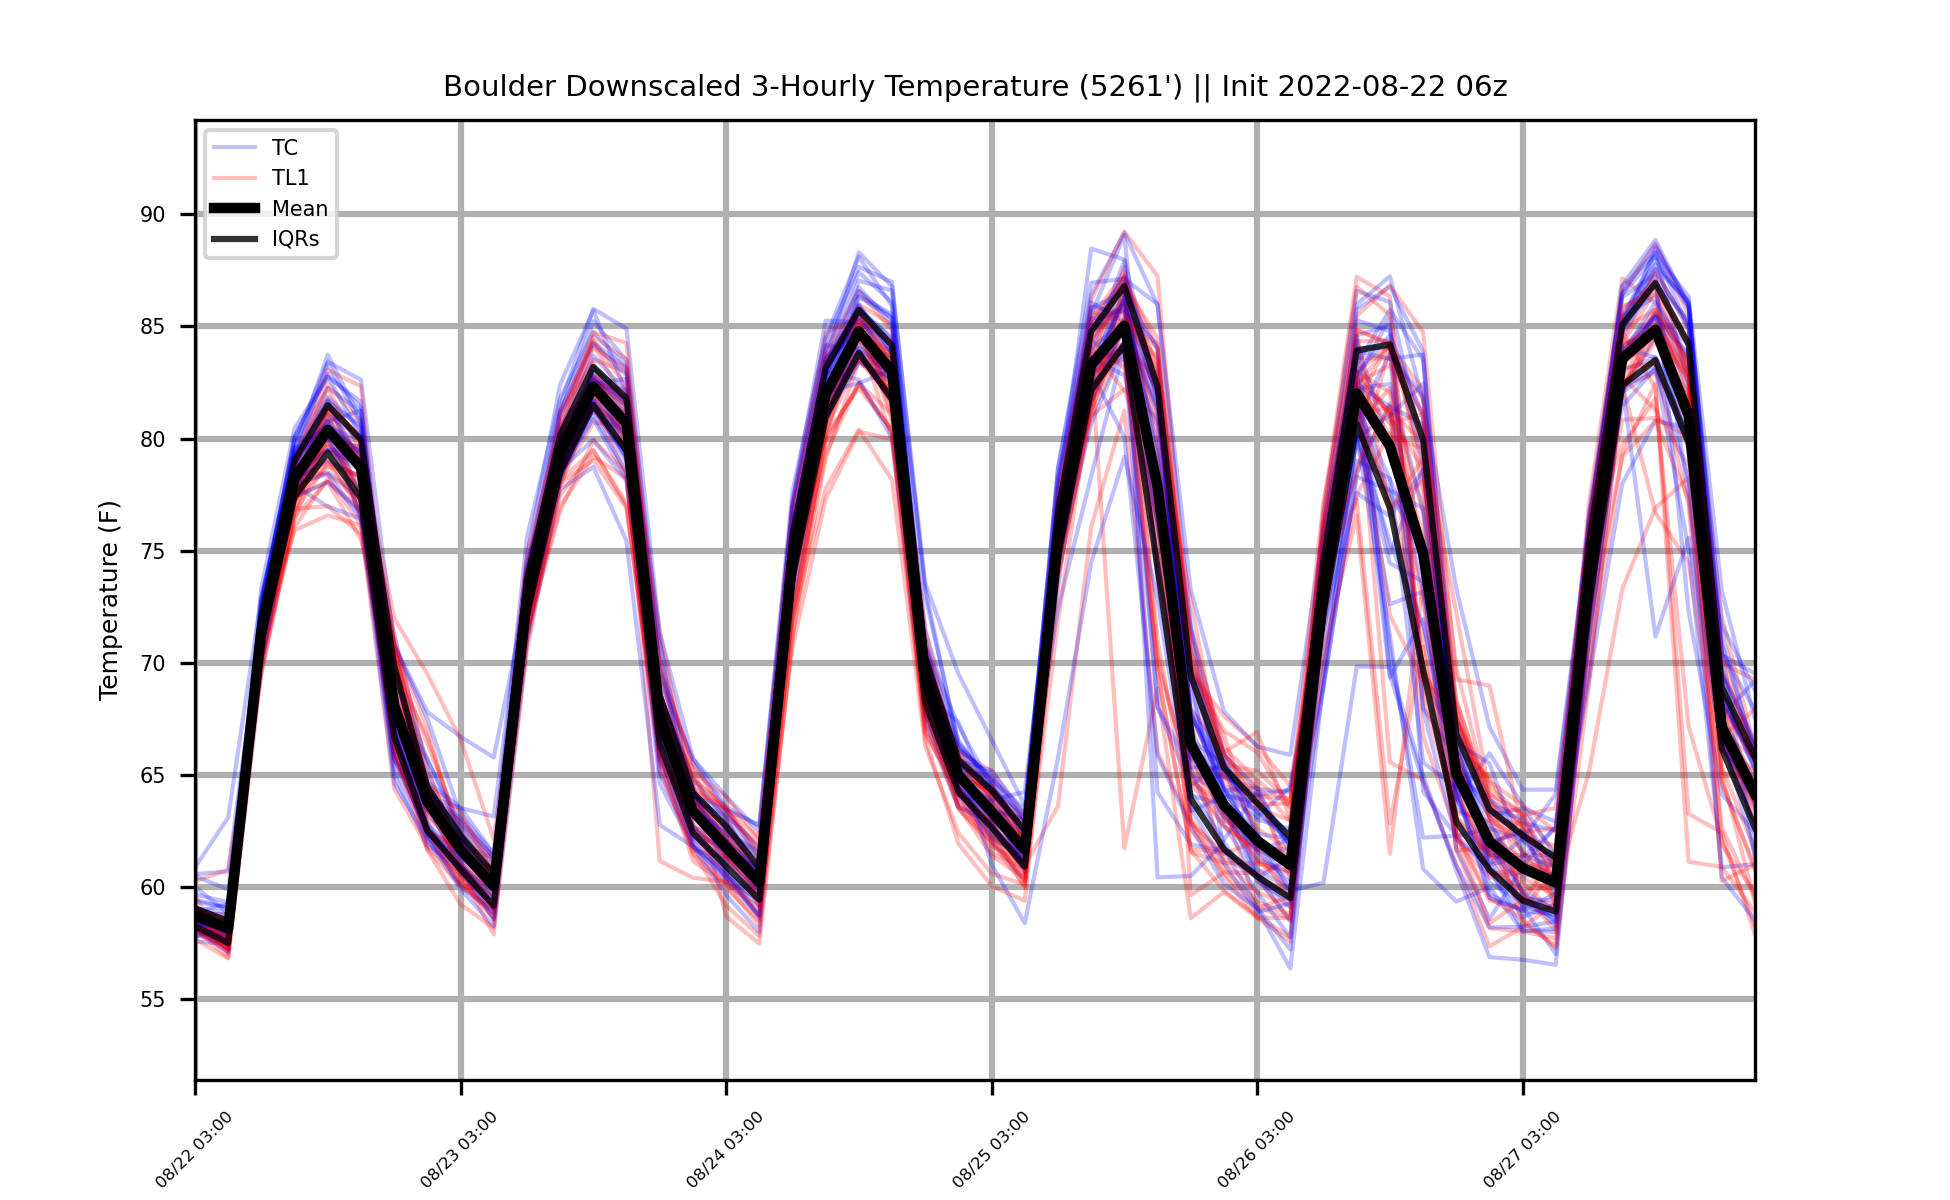 Boulder Downscaled 3-Hourly Temperature (5261') || Init 2022-08-22 06z
TC
TL1
Mean
IQRs
Temperature (F)
90
85
80
75
70
65
60
55
08/22 03:00
08/23 03:00
08/24 03:00
08/25 03:00
08/26 03:00
08/27 03:00